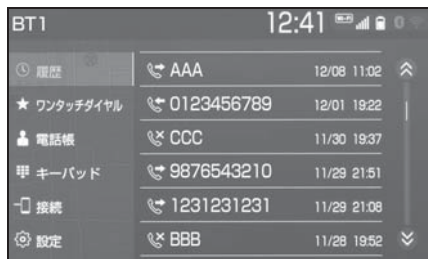 BT1 12:41 Wi-Fi
履歴
ワンタッチダイヤル
電話帳
キーパッド
接続
設定
AAA 12/08 11:02
0123456789 12/01 19:22
CCC 11/30 19:37
9876543210 11/29 21:51
1231231231 11/29 21:08
BBB 11/28 19:52